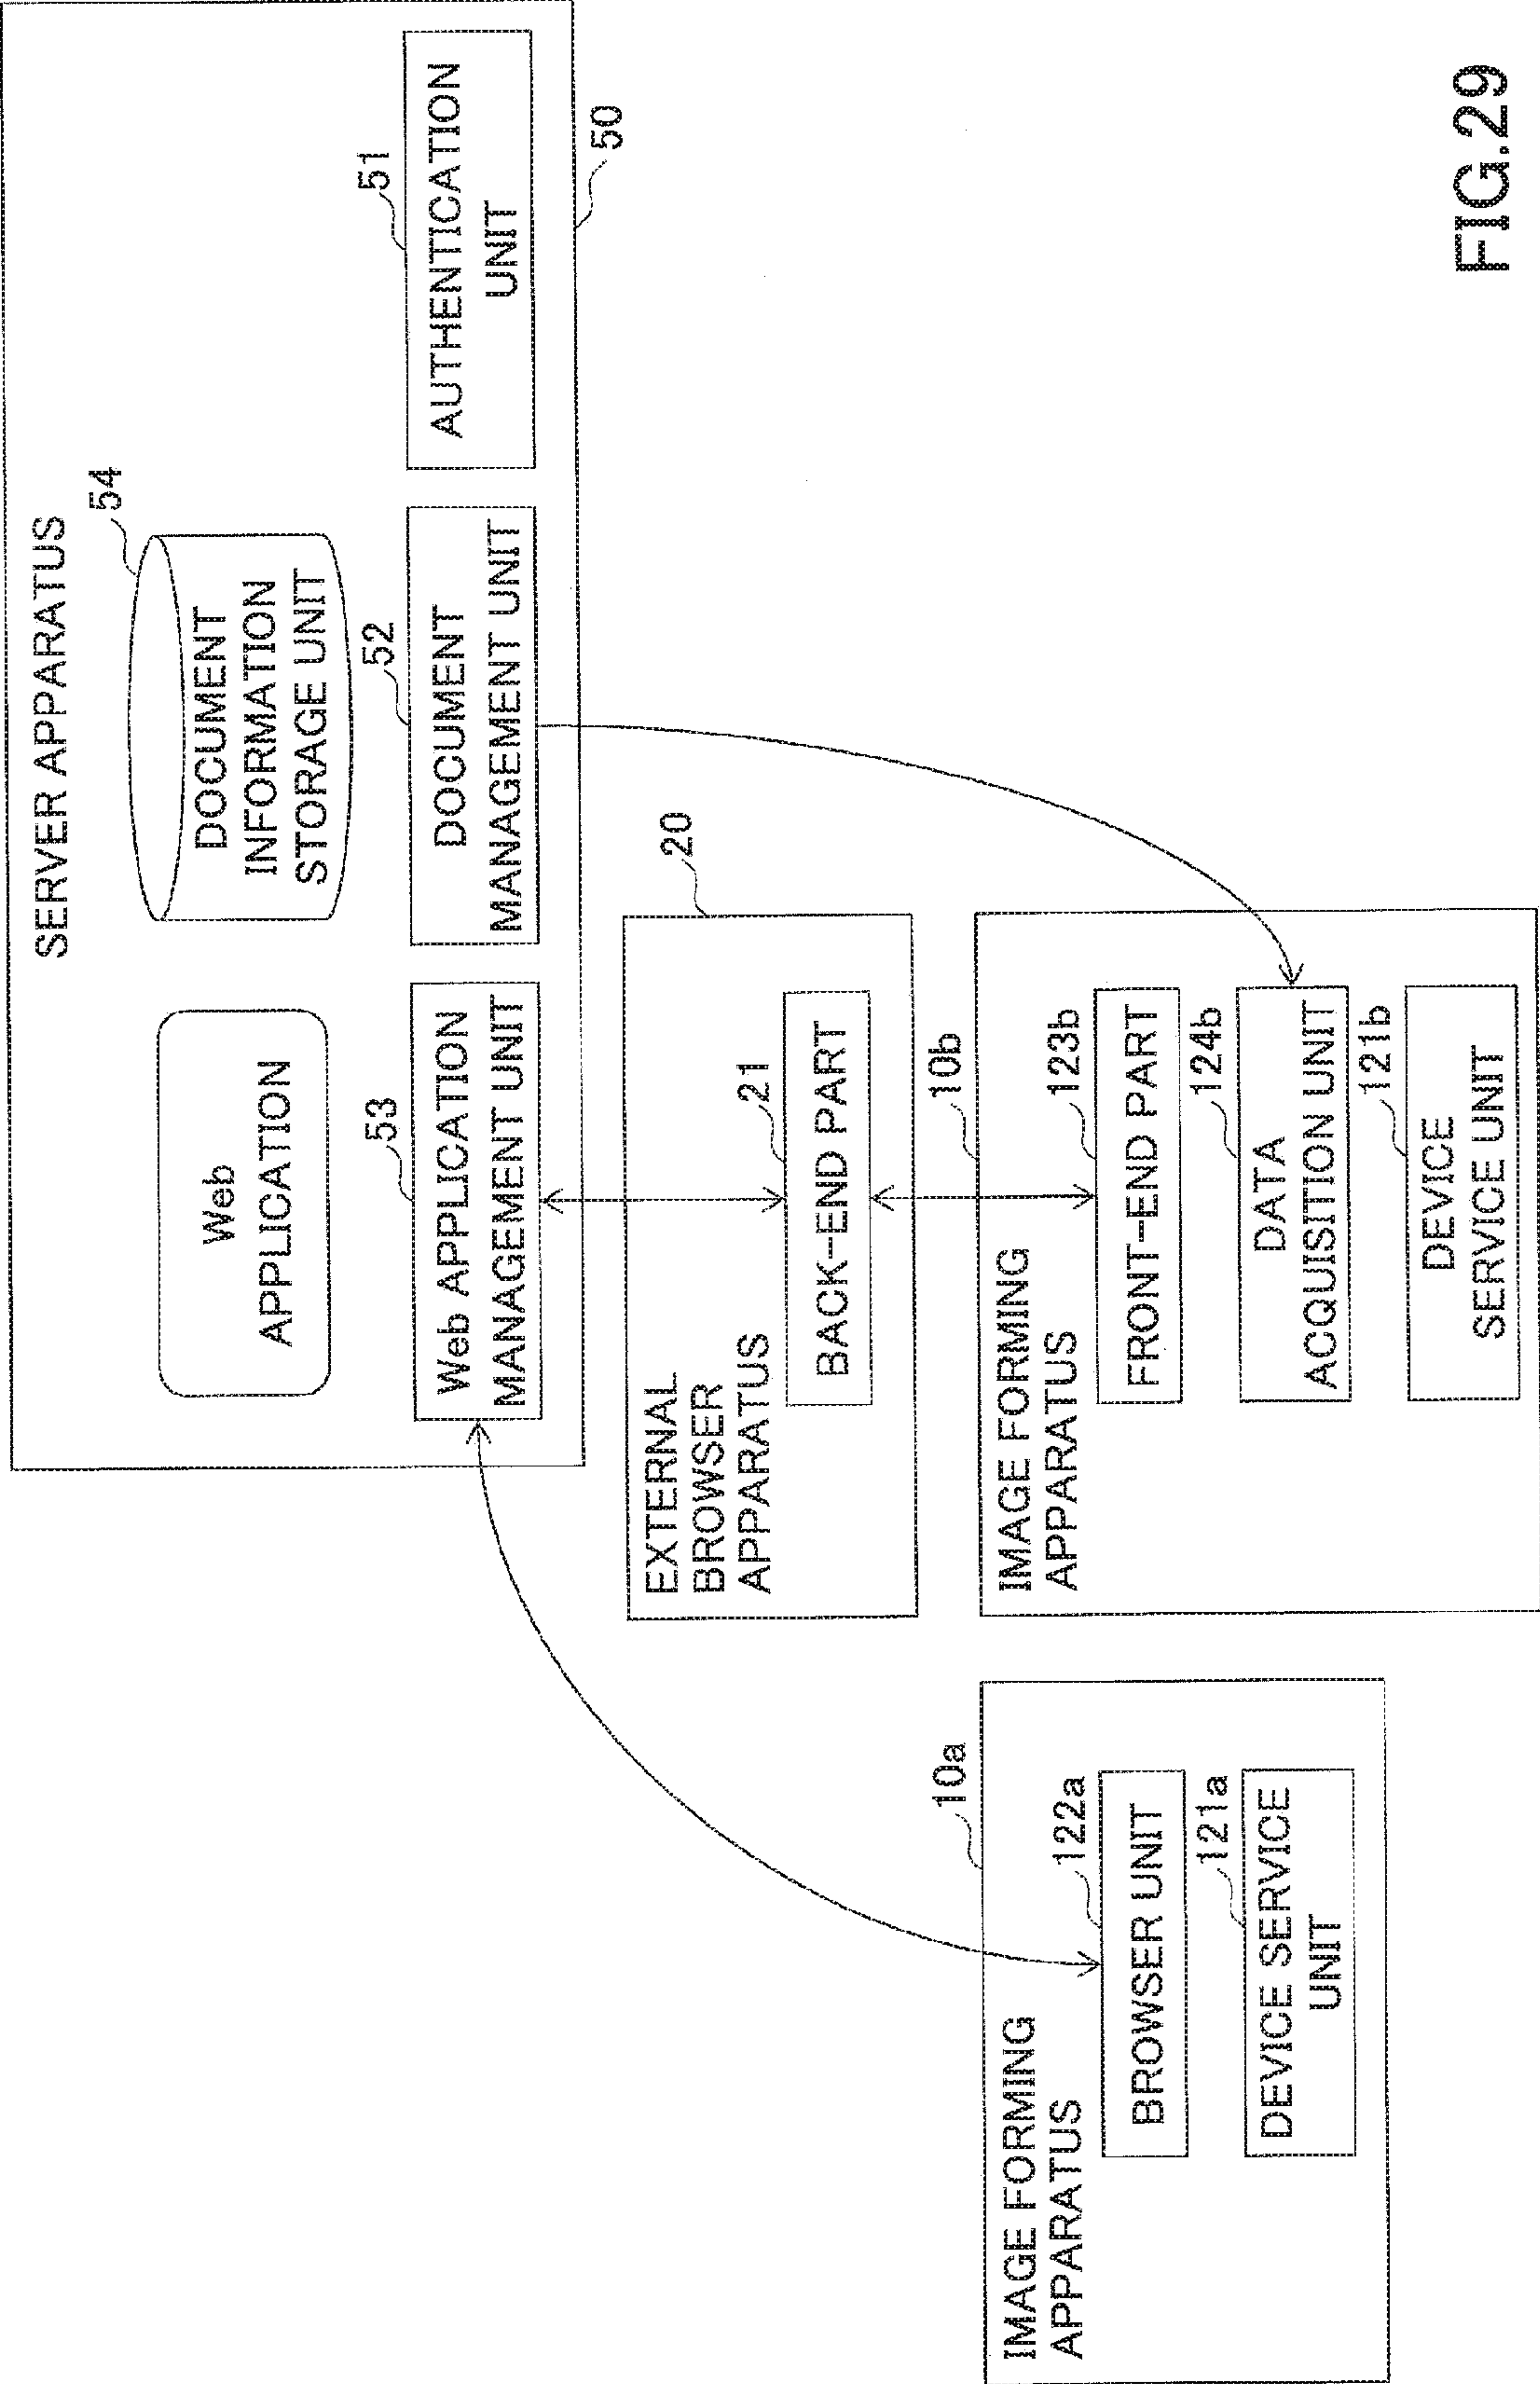 SERVER APPARATUS
Web
APPLICATION
DOCUMENT
INFORMATION
STORAGE UNIT
54
53
Web APPLICATION
MANAGEMENT UNIT
52
DOCUMENT
MANAGEMENT UNIT
51
AUTHENTICATION
UNIT
50
EXTERNAL
BROWSER
APPARATUS
20
21
BACK-END PART
IMAGE FORMING
APPARATUS
10a
122a
BROWSER UNIT
121a
DEVICE SERVICE
UNIT
IMAGE FORMING
APPARATUS
10b
123b
FRONT-END PART
124b
DATA
ACQUISITION UNIT
121b
DEVICE
SERVICE UNIT
FIG.29